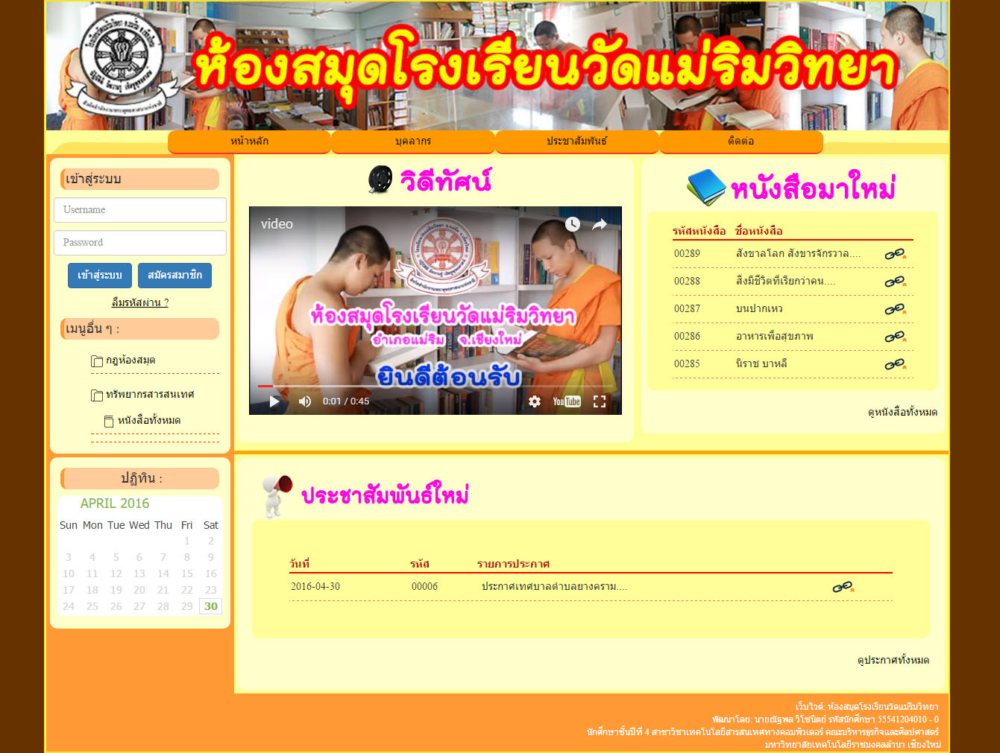 ห้องสมุดโรงเรียนวัดแม่ริมวิทยา
หน้าหลัก
บุคลากร
ประชาสัมพันธ์
ติดต่อ
เข้าสู่ระบบ
Username
Password
เข้าสู่ระบบ สมัครสมาชิก
ลืมรหัสผ่าน ?
เมนูอื่น ๆ :
กฎห้องสมุด
ทรัพยากรสารสนเทศ
หนังสือทั้งหมด
ปฏิทิน :
APRIL 2016
Sun Mon Tue Wed Thu Fri Sat
1 2
3 4 5 6 7 8 9
10 11 12 13 14 15 16
17 18 19 20 21 22 23
24 25 26 27 28 29 30
วิดีทัศน์
video
ห้องสมุดโรงเรียนวัดแม่ริมวิทยา
อำเภอแม่ริม จ.เชียงใหม่
ยินดีต้อนรับ
0:01 / 0:45
YouTube
หนังสือมาใหม่
รหัสหนังสือ ชื่อหนังสือ
00289 สังขาลโลก สังขารจักรวาล....
00288 สิ่งมีชีวิตที่เรียกว่าคน....
00287 บนปากเหว
00286 อาหารเพื่อสุขภาพ
00285 นิราช บาหลี
ดูหนังสือทั้งหมด
ประชาสัมพันธ์ใหม่
วันที่ รหัส รายการประกาศ
2016-04-30 00006 ประกาศเทศบาลตำบลยางคราม....
ดูประกาศทั้งหมด
เว็บไวต์: ห้องสมุดโรงเรียนวัดแม่ริมวิทยา
พัฒนาโดย: นายณัฐพล วิโชนิตย์ รหัสนักศึกษา 55541204010 - 0
นักศึกษาชั้นปีที่ 4 สาขาวิชาเทคโนโลยีสารสนเทศทางคอมพิวเตอร์ คณะบริหารธุรกิจและศิลปศาสตร์
มหาวิทยาลัยเทคโนโลยีราชมงคลล้านนา เชียงใหม่